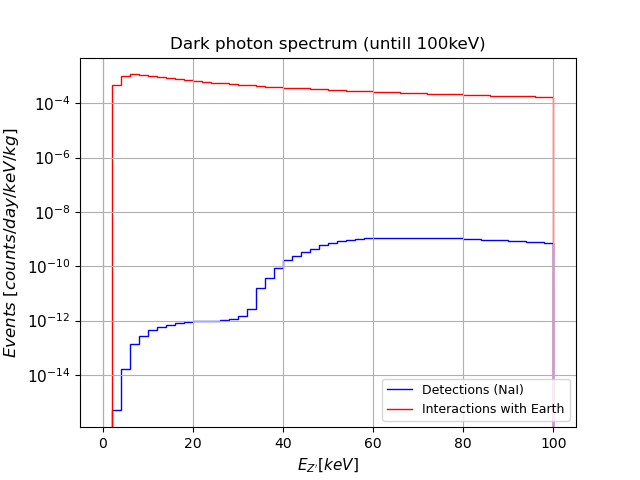 Dark photon spectrum (untill 100keV)
Events [counts/day/keV/kg]
10⁻⁴
10⁻⁶
10⁻⁸
10⁻¹⁰
10⁻¹²
10⁻¹⁴
Detections (NaI)
Interactions with Earth
0 20 40 60 80 100
E_Z'[keV]